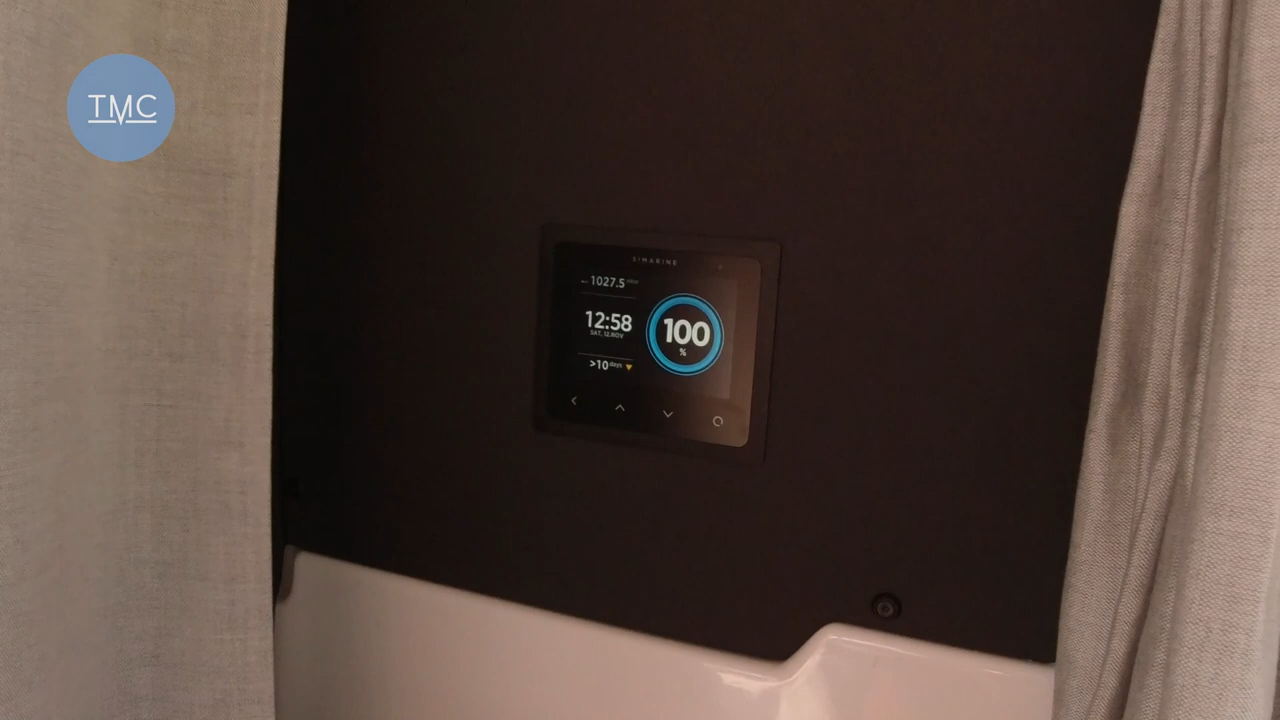 TMC
SIMARINE
1027.5
12:58
SAT, 12.NOV
>10 days
100
%